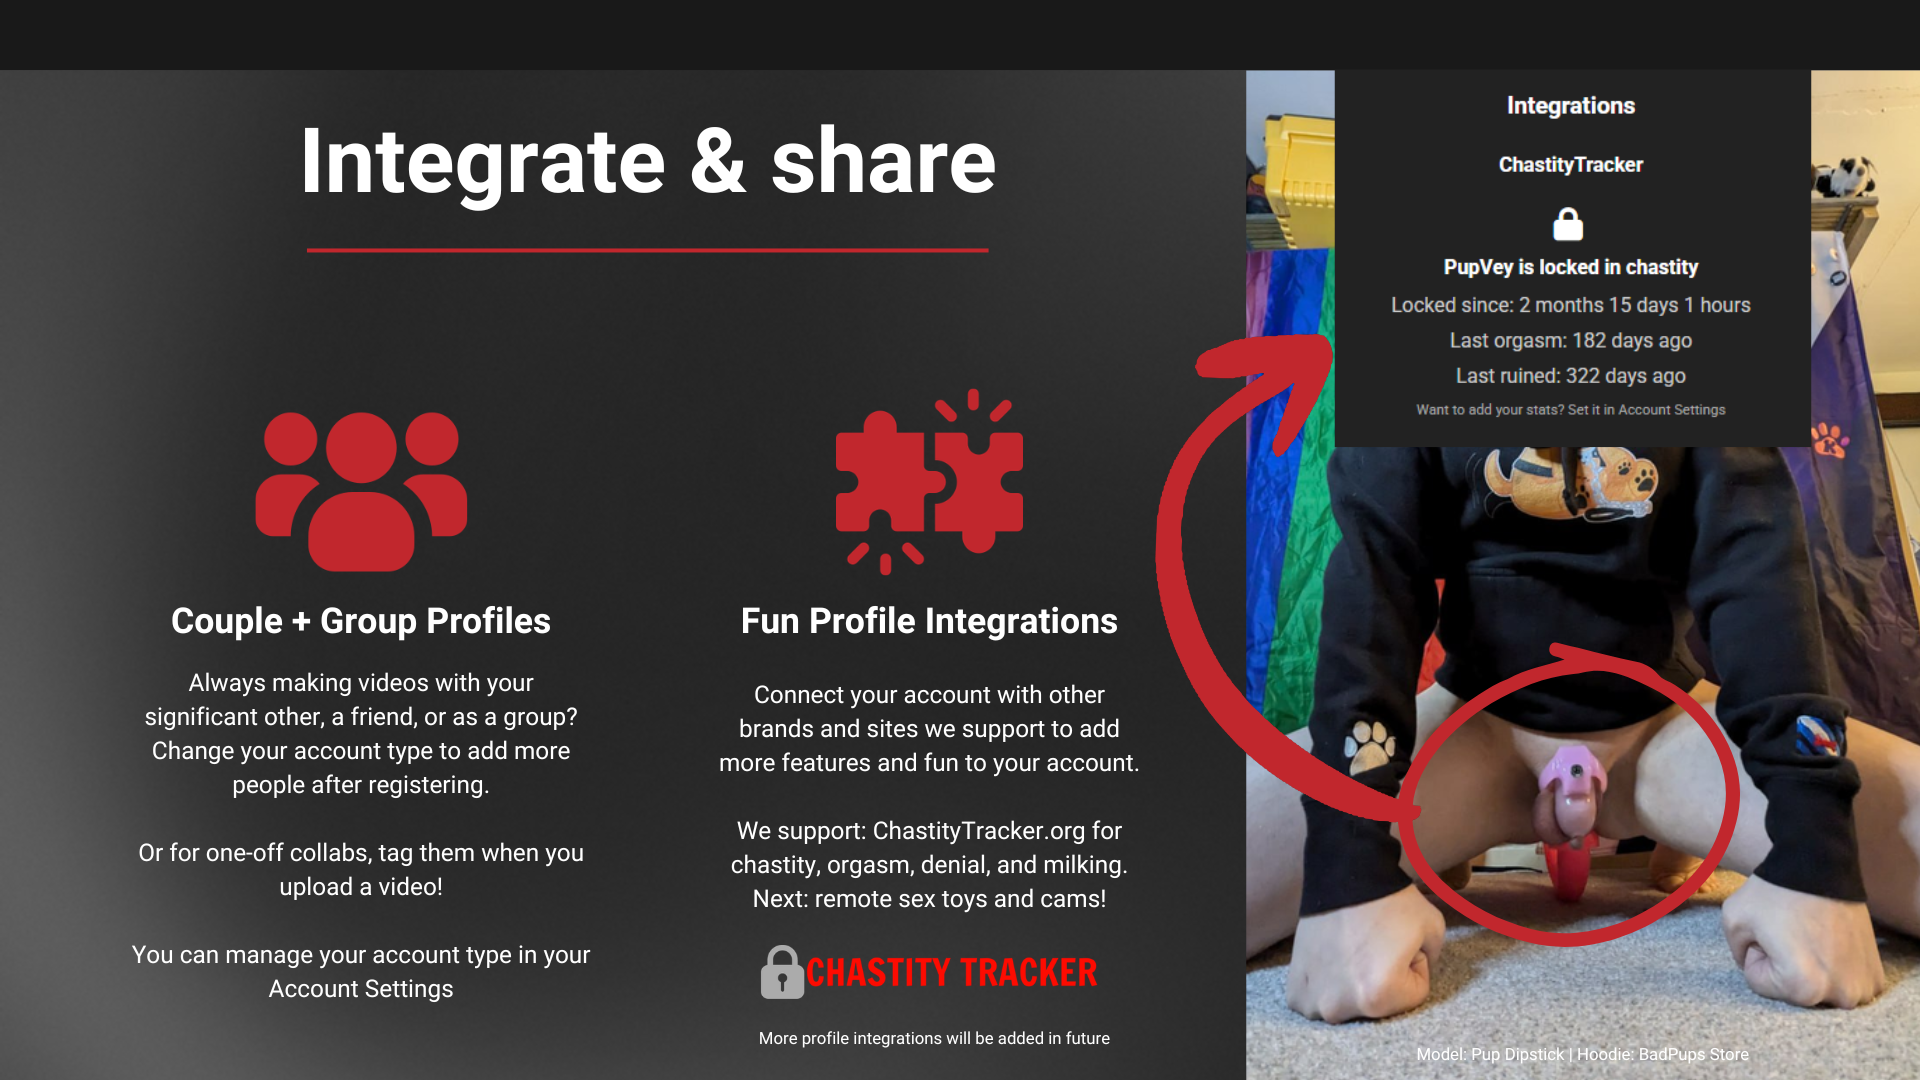 Integrate & share
Couple + Group Profiles
Always making videos with your
significant other, a friend, or as a group?
Change your account type to add more
people after registering.
Or for one-off collabs, tag them when you
upload a video!
You can manage your account type in your
Account Settings
Fun Profile Integrations
Connect your account with other
brands and sites we support to add
more features and fun to your account.
We support: ChastityTracker.org for
chastity, orgasm, denial, and milking.
Next: remote sex toys and cams!
CHASTITY TRACKER
More profile integrations will be added in future
Integrations
ChastityTracker
PupVey is locked in chastity
Locked since: 2 months 15 days 1 hours
Last orgasm: 182 days ago
Last ruined: 322 days ago
Want to add your stats? Set it in Account Settings
Model: Pup Dipstick | Hoodie: BadPups Store